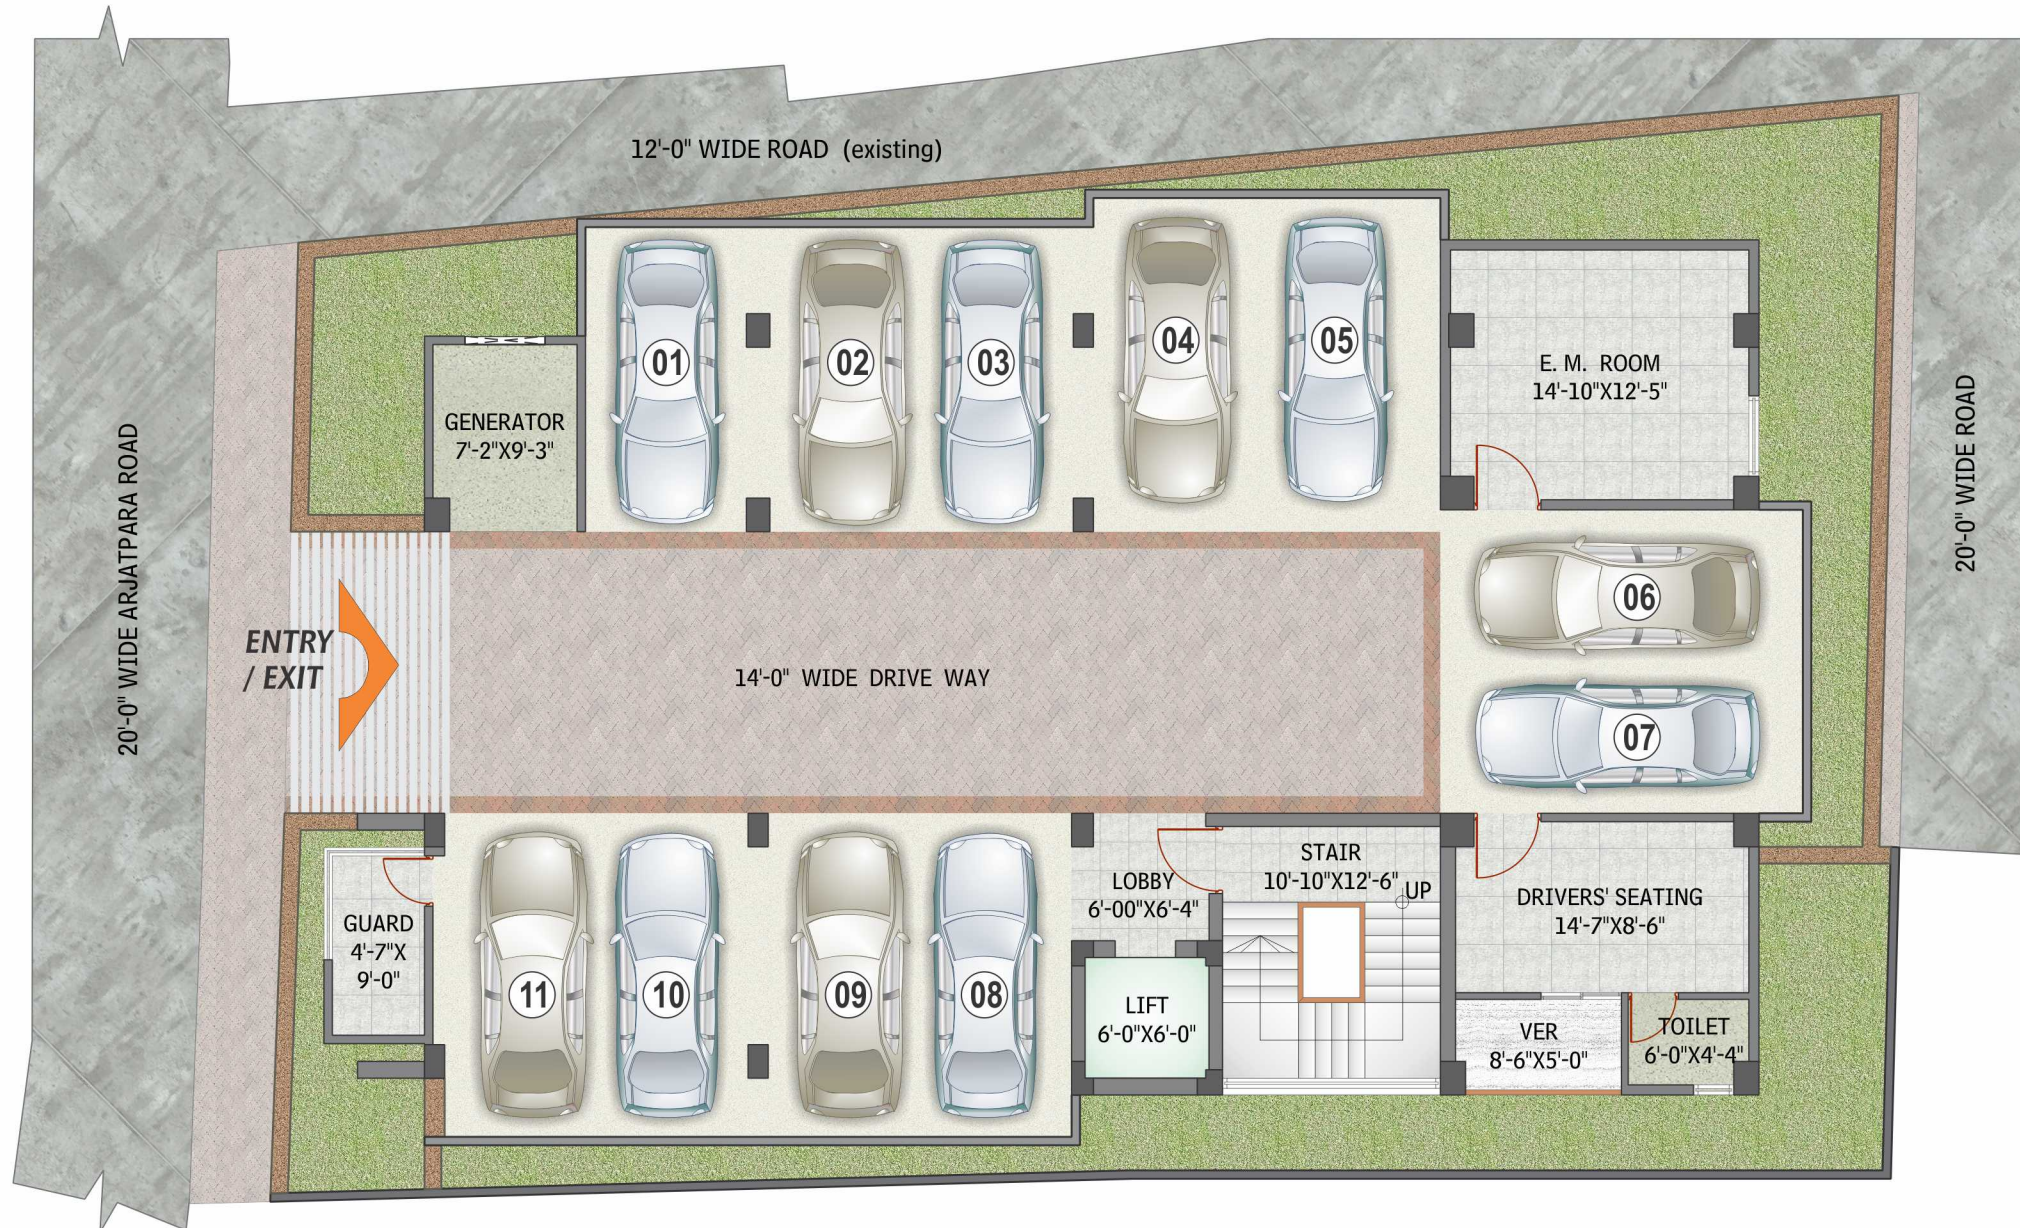 12'-0" WIDE ROAD (existing)
20'-0" WIDE ARJATPARA ROAD
20'-0" WIDE ROAD
01
02
03
04
05
E. M. ROOM
14'-10"X12'-5"
GENERATOR
7'-2"X9'-3"
06
ENTRY
/ EXIT
14'-0" WIDE DRIVE WAY
07
GUARD
4'-7"X
9'-0"
11
10
09
08
LOBBY
6'-00"X6'-4"
STAIR
10'-10"X12'-6"
UP
DRIVERS' SEATING
14'-7"X8'-6"
LIFT
6'-0"X6'-0"
VER
8'-6"X5'-0"
TOILET
6'-0"X4'-4"